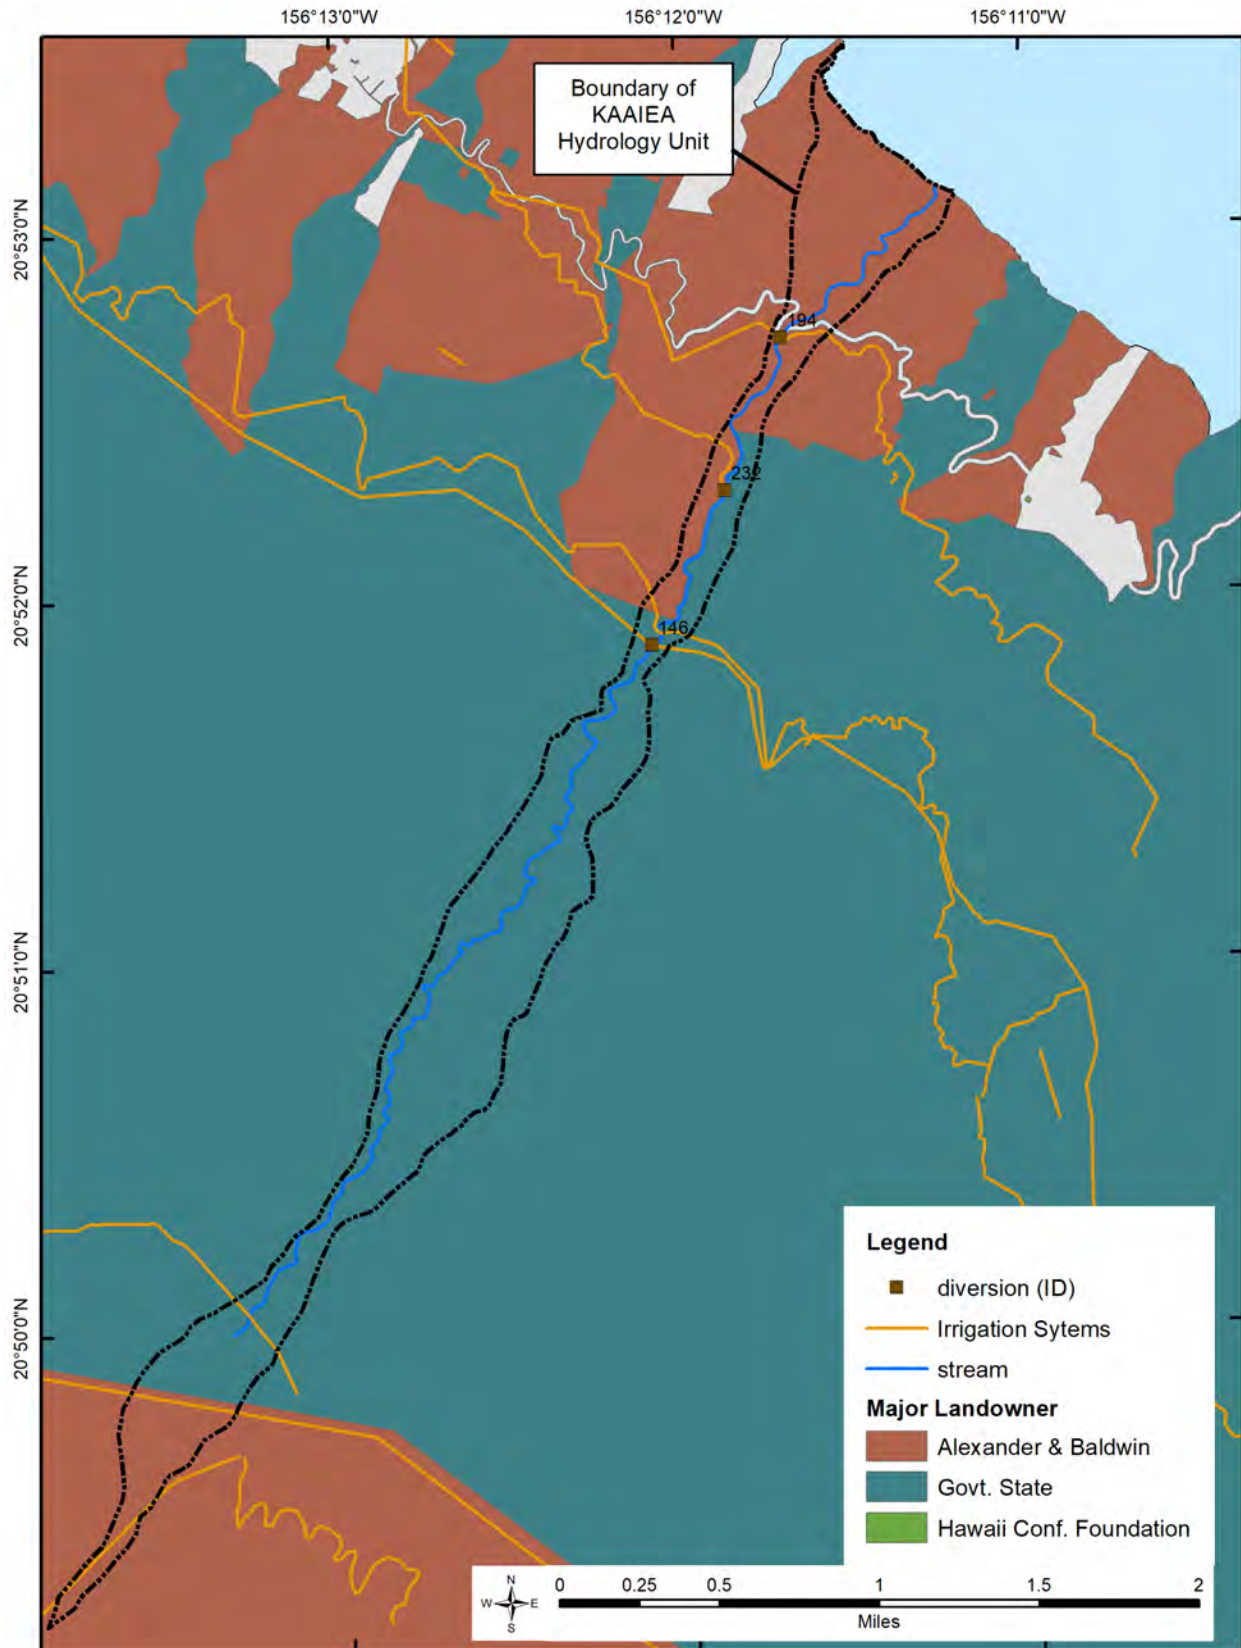 156°13'0"W
156°12'0"W
156°11'0"W
Boundary of
KAAIEA
Hydrology Unit
20°53'0"N
194
232
20°52'0"N
146
20°51'0"N
20°50'0"N
Legend
diversion (ID)
Irrigation Sytems
stream
Major Landowner
Alexander & Baldwin
Govt. State
Hawaii Conf. Foundation
N
W E
S
0 0.25 0.5 1 1.5 2
Miles